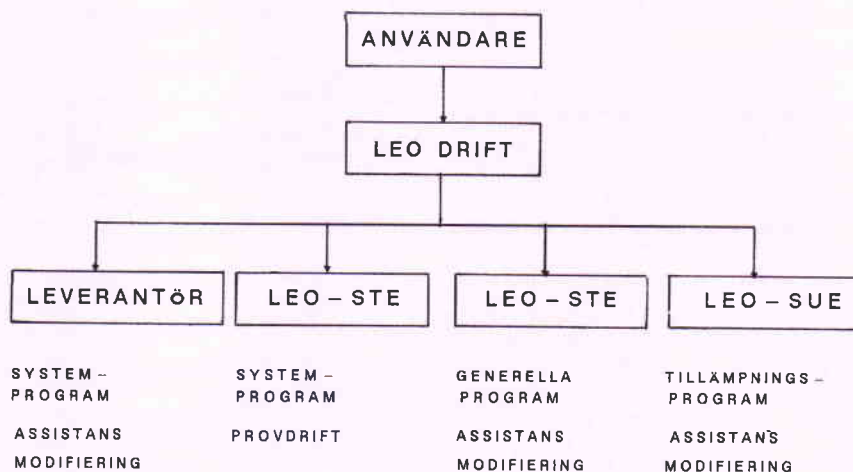 ANVÄNDARE
LEO DRIFT
LEVERANTÖR
LEO – STE
LEO – STE
LEO – SUE
SYSTEM –
PROGRAM
ASSISTANS
MODIFIERING
SYSTEM –
PROGRAM
PROVDRIFT
GENERELLA
PROGRAM
ASSISTANS
MODIFIERING
TILLÄMPNINGS –
PROGRAM
ASSISTANS
MODIFIERING